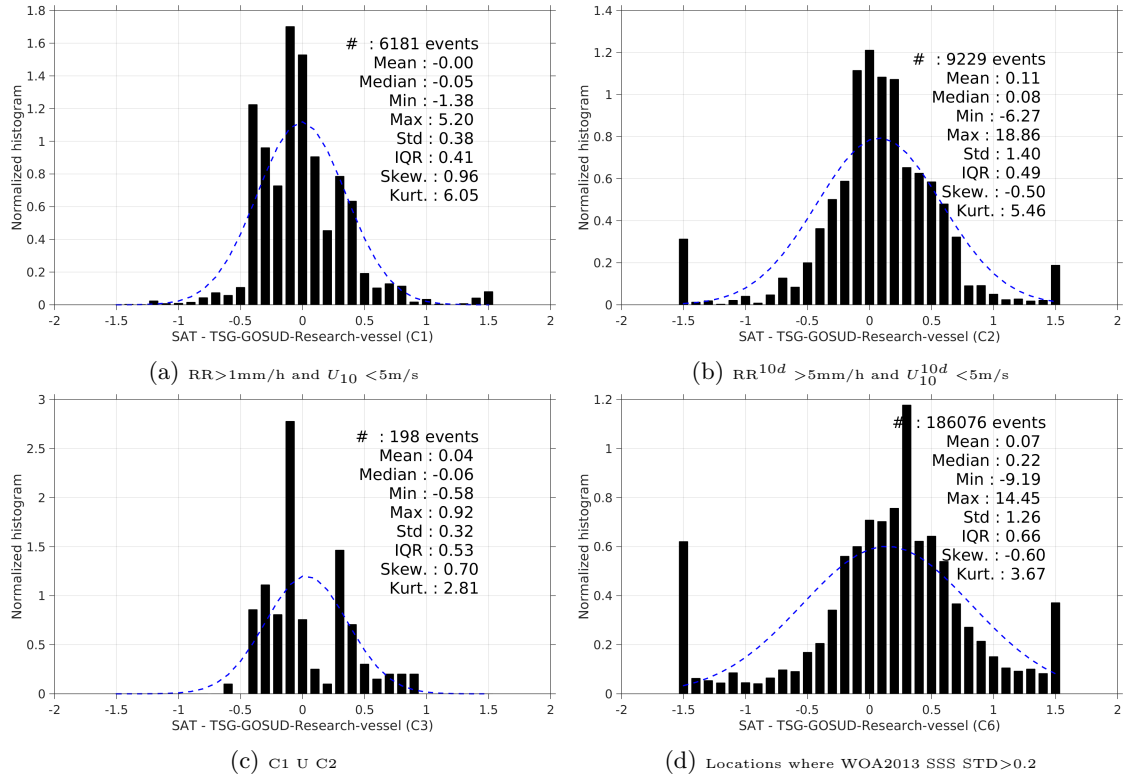 1.8
1.6
1.4
1.2
1
0.8
0.6
0.4
0.2
0
Normalized histogram
# : 6181 events
Mean : -0.00
Median : -0.05
Min : -1.38
Max : 5.20
Std : 0.38
IQR : 0.41
Skew. : 0.96
Kurt. : 6.05
-2 -1.5 -1 -0.5 0 0.5 1 1.5 2
SAT - TSG-GOSUD-Research-vessel (C1)
(a) RR>1mm/h and U10 <5m/s
1.4
1.2
1
0.8
0.6
0.4
0.2
0
Normalized histogram
# : 9229 events
Mean : 0.11
Median : 0.08
Min : -6.27
Max : 18.86
Std : 1.40
IQR : 0.49
Skew. : -0.50
Kurt. : 5.46
-2 -1.5 -1 -0.5 0 0.5 1 1.5 2
SAT - TSG-GOSUD-Research-vessel (C2)
(b) RR^10d >5mm/h and U10^10d <5m/s
3
2.5
2
1.5
1
0.5
0
Normalized histogram
# : 198 events
Mean : 0.04
Median : -0.06
Min : -0.58
Max : 0.92
Std : 0.32
IQR : 0.53
Skew. : 0.70
Kurt. : 2.81
-2 -1.5 -1 -0.5 0 0.5 1 1.5 2
SAT - TSG-GOSUD-Research-vessel (C3)
(c) C1 U C2
1.2
1
0.8
0.6
0.4
0.2
0
Normalized histogram
# : 186076 events
Mean : 0.07
Median : 0.22
Min : -9.19
Max : 14.45
Std : 1.26
IQR : 0.66
Skew. : -0.60
Kurt. : 3.67
-2 -1.5 -1 -0.5 0 0.5 1 1.5 2
SAT - TSG-GOSUD-Research-vessel (C6)
(d) Locations where WOA2013 SSS STD>0.2